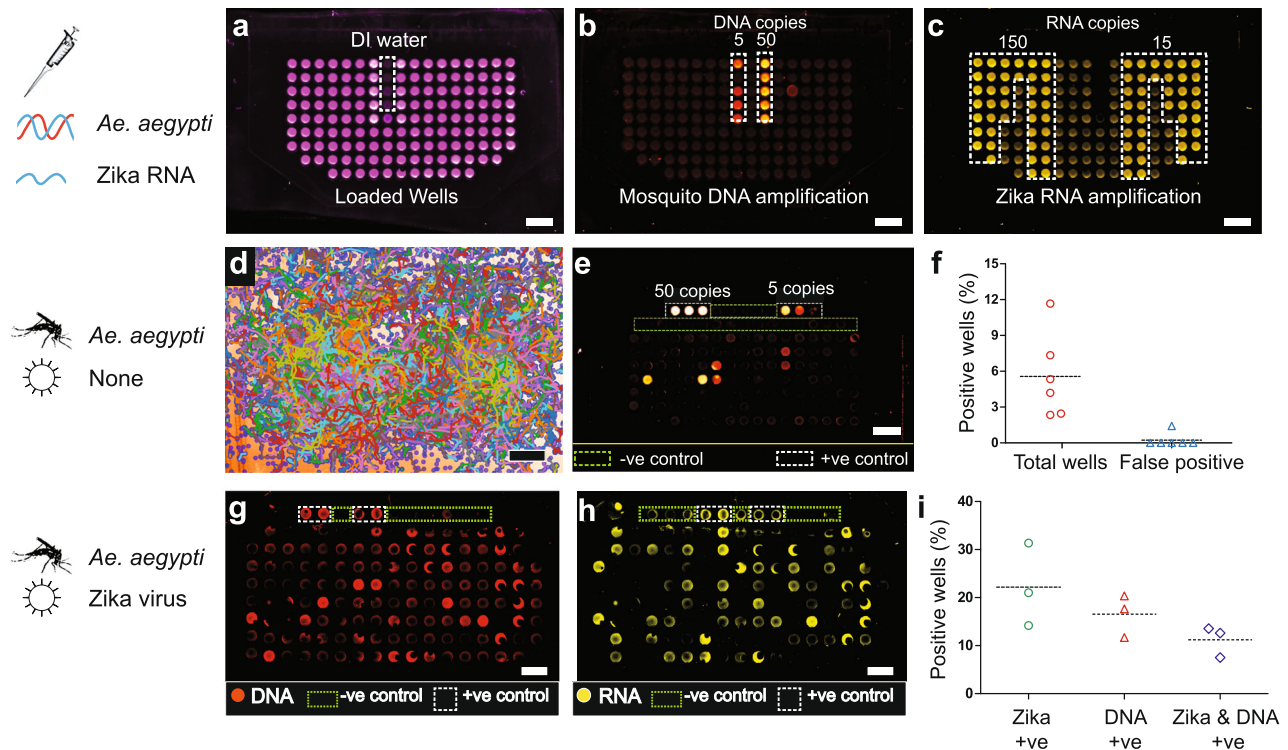 Ae. aegypti
Zika RNA
a
DI water
Loaded Wells
b
DNA copies
5 50
Mosquito DNA amplification
c
RNA copies
150 15
Zika RNA amplification
Ae. aegypti
None
d
e
50 copies 5 copies
-ve control +ve control
f
Positive wells (%)
15
12
9
6
3
0
Total wells False positive
Ae. aegypti
Zika virus
g
DNA -ve control +ve control
h
RNA -ve control +ve control
i
Positive wells (%)
40
30
20
10
0
Zika DNA Zika & DNA
+ve +ve +ve